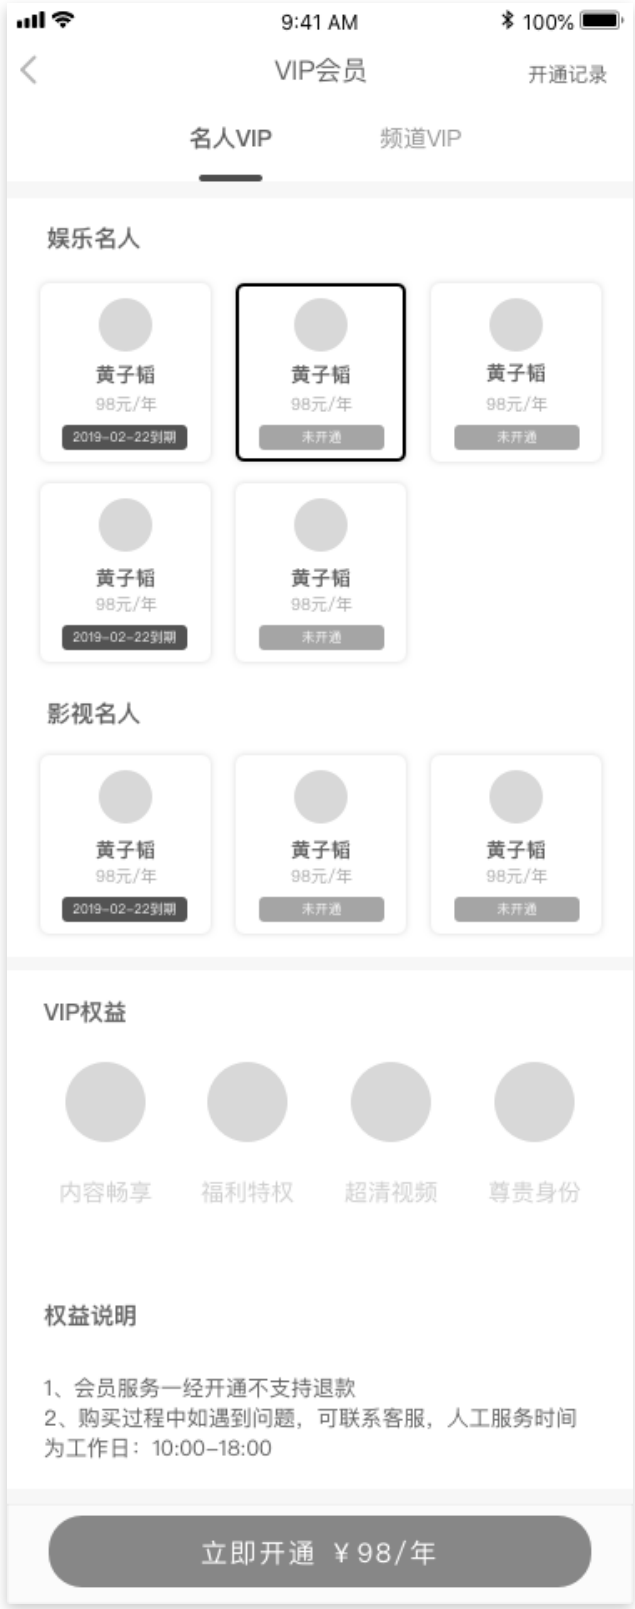 9:41 AM 100%
VIP会员 开通记录
名人VIP 频道VIP
娱乐名人
黄子韬 黄子韬 黄子韬
98元/年 98元/年 98元/年
2019-02-22到期 未开通 未开通
黄子韬 黄子韬
98元/年 98元/年
2019-02-22到期 未开通
影视名人
黄子韬 黄子韬 黄子韬
98元/年 98元/年 98元/年
2019-02-22到期 未开通 未开通
VIP权益
内容畅享 福利特权 超清视频 尊贵身份
权益说明
1、会员服务一经开通不支持退款
2、购买过程中如遇到问题，可联系客服，人工服务时间
为工作日：10:00-18:00
立即开通 ￥98/年